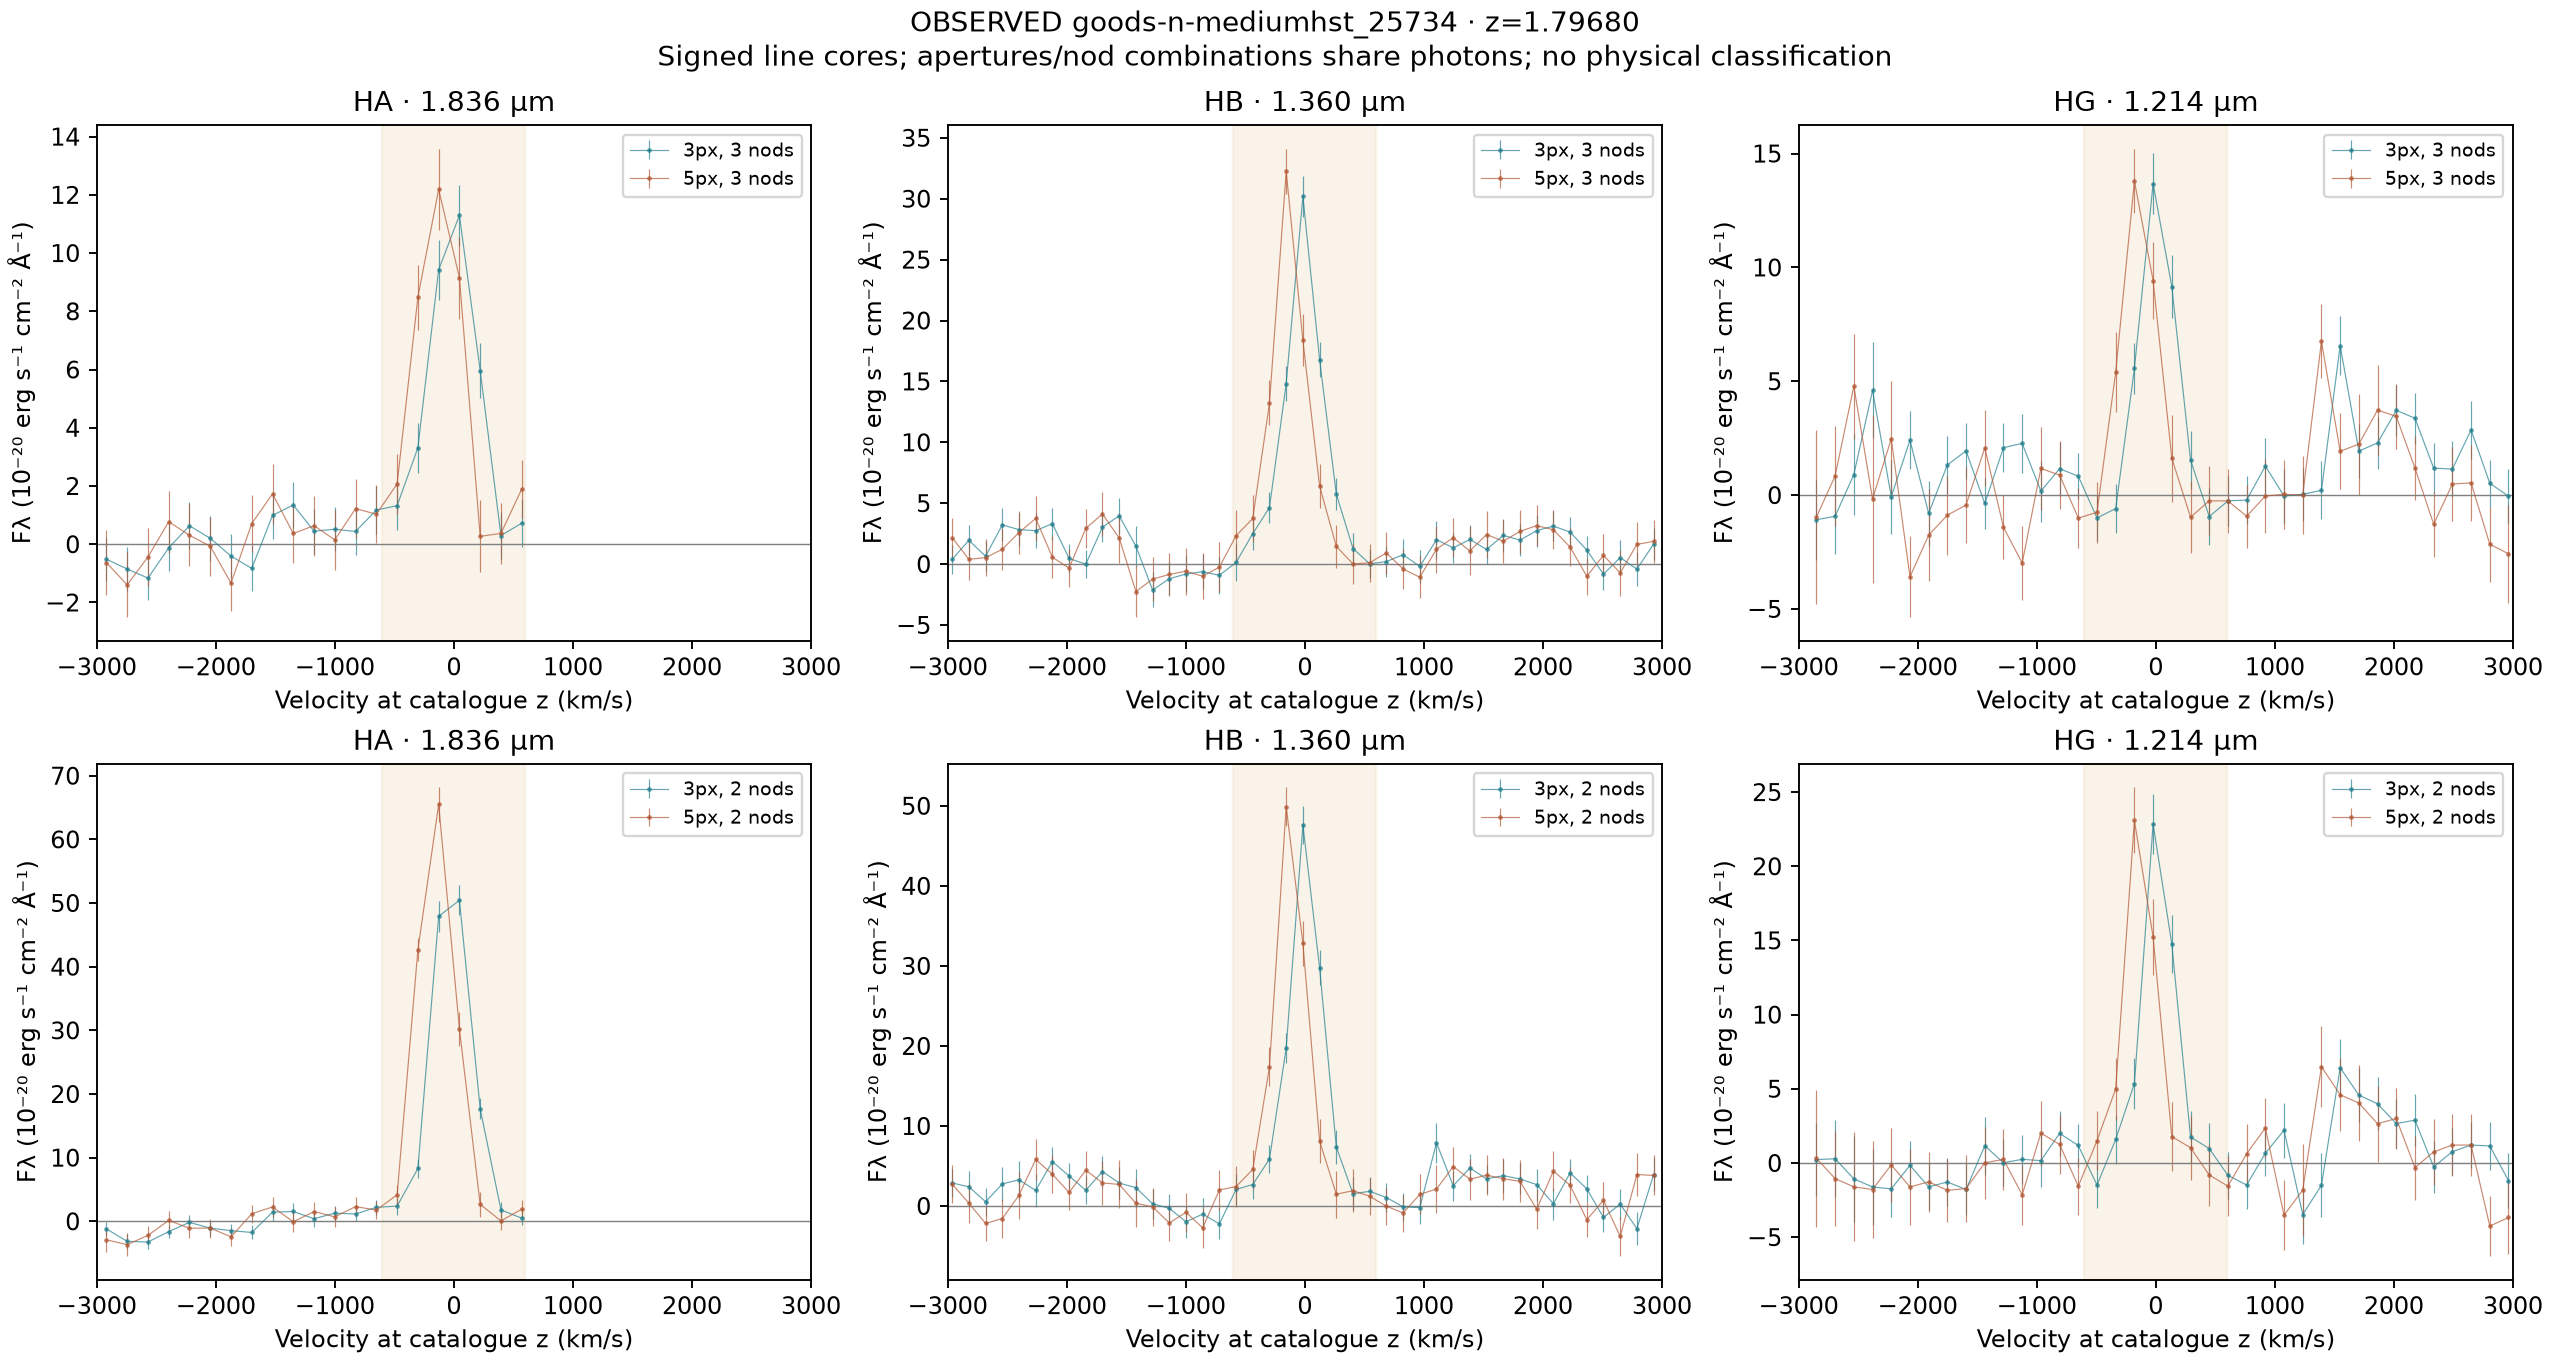 OBSERVED goods-n-mediumhst_25734 · z=1.79680
Signed line cores; apertures/nod combinations share photons; no physical classification
HA · 1.836 µm
14
12
10
8
6
4
2
0
−2
Fλ (10⁻²⁰ erg s⁻¹ cm⁻² Å⁻¹)
3px, 3 nods
5px, 3 nods
−3000 −2000 −1000 0 1000 2000 3000
Velocity at catalogue z (km/s)
HB · 1.360 µm
35
30
25
20
15
10
5
0
−5
Fλ (10⁻²⁰ erg s⁻¹ cm⁻² Å⁻¹)
3px, 3 nods
5px, 3 nods
−3000 −2000 −1000 0 1000 2000 3000
Velocity at catalogue z (km/s)
HG · 1.214 µm
15
10
5
0
−5
Fλ (10⁻²⁰ erg s⁻¹ cm⁻² Å⁻¹)
3px, 3 nods
5px, 3 nods
−3000 −2000 −1000 0 1000 2000 3000
Velocity at catalogue z (km/s)
HA · 1.836 µm
70
60
50
40
30
20
10
0
Fλ (10⁻²⁰ erg s⁻¹ cm⁻² Å⁻¹)
3px, 2 nods
5px, 2 nods
−3000 −2000 −1000 0 1000 2000 3000
Velocity at catalogue z (km/s)
HB · 1.360 µm
50
40
30
20
10
0
Fλ (10⁻²⁰ erg s⁻¹ cm⁻² Å⁻¹)
3px, 2 nods
5px, 2 nods
−3000 −2000 −1000 0 1000 2000 3000
Velocity at catalogue z (km/s)
HG · 1.214 µm
25
20
15
10
5
0
−5
Fλ (10⁻²⁰ erg s⁻¹ cm⁻² Å⁻¹)
3px, 2 nods
5px, 2 nods
−3000 −2000 −1000 0 1000 2000 3000
Velocity at catalogue z (km/s)